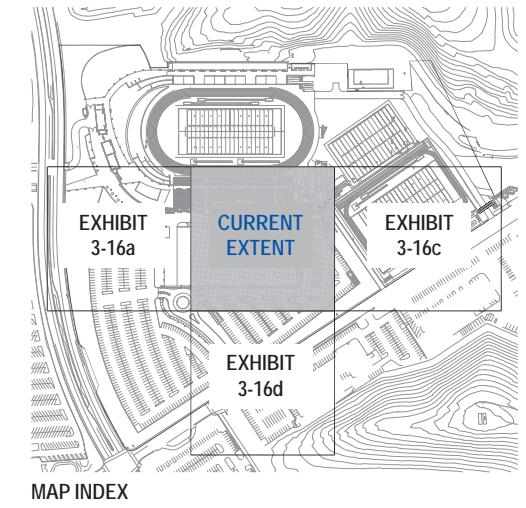 EXHIBIT
3-16a
CURRENT
EXTENT
EXHIBIT
3-16c
EXHIBIT
3-16d
MAP INDEX